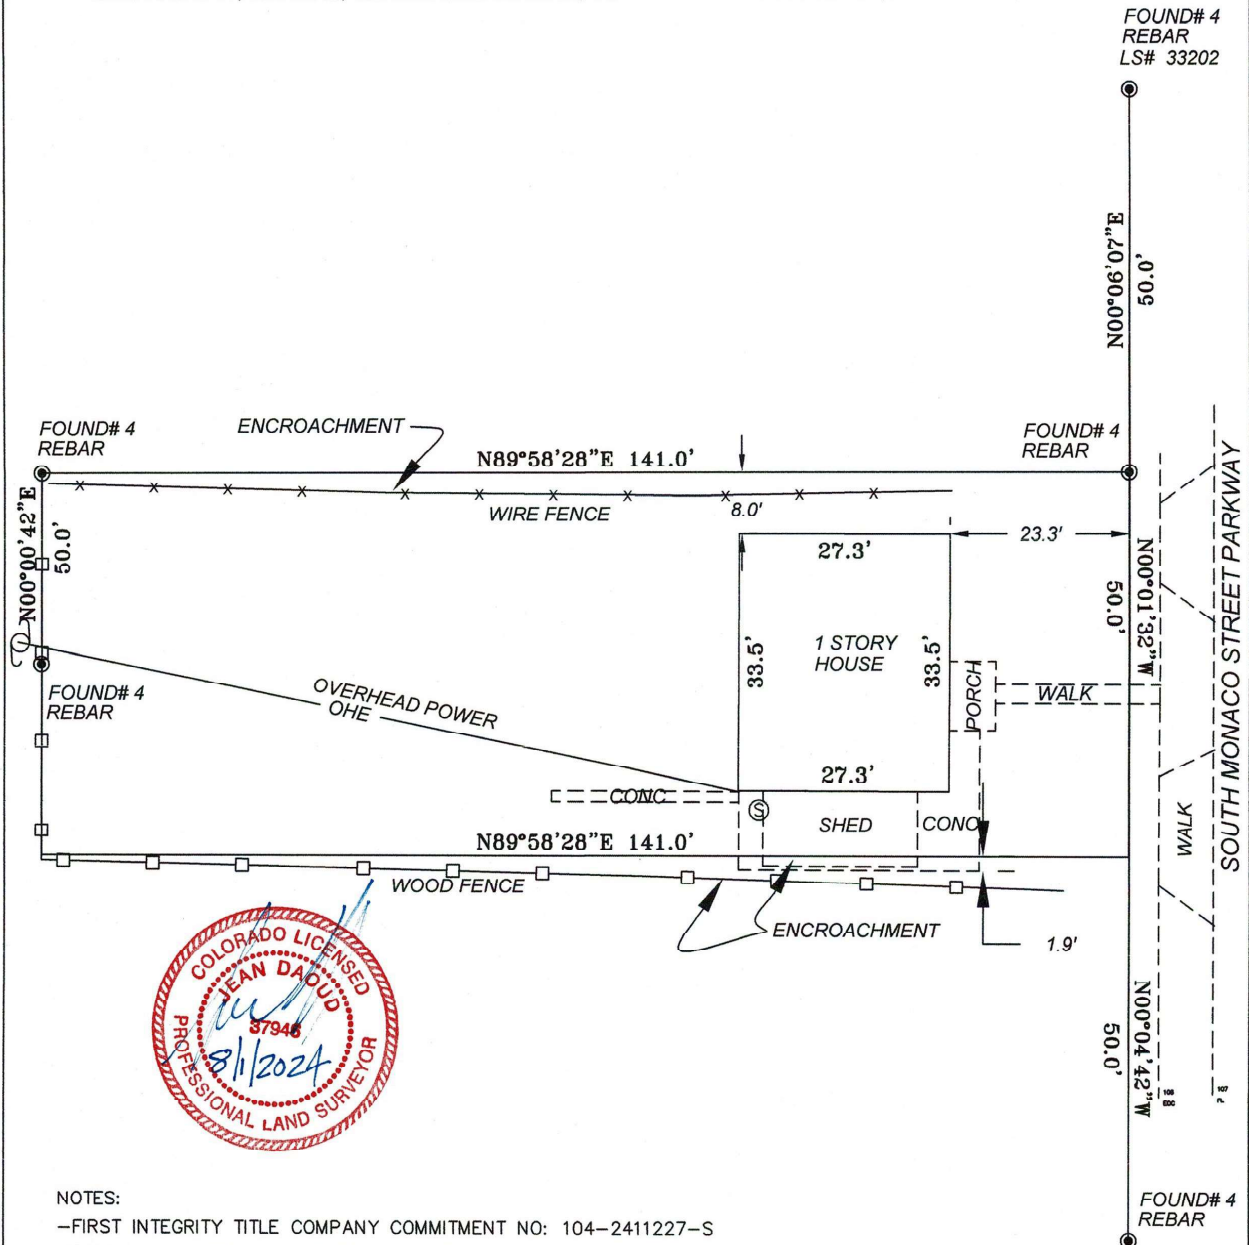 FOUND# 4
REBAR
LS# 33202
N00°06'07"E
50.0'
FOUND# 4
REBAR
ENCROACHMENT
N89°58'28"E 141.0'
FOUND# 4
REBAR
WIRE FENCE
8.0'
23.3'
27.3'
N00°00'42"E
50.0'
N00°01'32"W
50.0'
1 STORY
HOUSE
33.5'
33.5'
PORCH
WALK
SOUTH MONACO STREET PARKWAY
FOUND# 4
REBAR
OVERHEAD POWER
OHE
27.3'
CONC
S
SHED
CONC
WALK
N89°58'28"E 141.0'
WOOD FENCE
ENCROACHMENT
1.9'
COLORADO LICENSED
JEAN DAOUD
37946
8/1/2024
PROFESSIONAL LAND SURVEYOR
N00°04'42"W
50.0'
106
EOC
107
NOTES:
-FIRST INTEGRITY TITLE COMPANY COMMITMENT NO: 104-2411227-S
FOUND# 4
REBAR